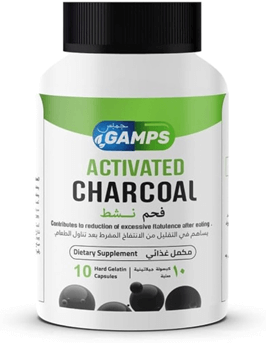 جمباس
GAMPS
ACTIVATED
CHARCOAL
فحم نشط
Contributes to reduction of excessive flatulence after eating .
يساهم في التقليل من الانتفاخ المفرط بعد تناول الطعام
Dietary Supplement مكمل غذائي
10 Hard Gelatin Capsules ١٠ كبسولة جيلاتينية صلبة